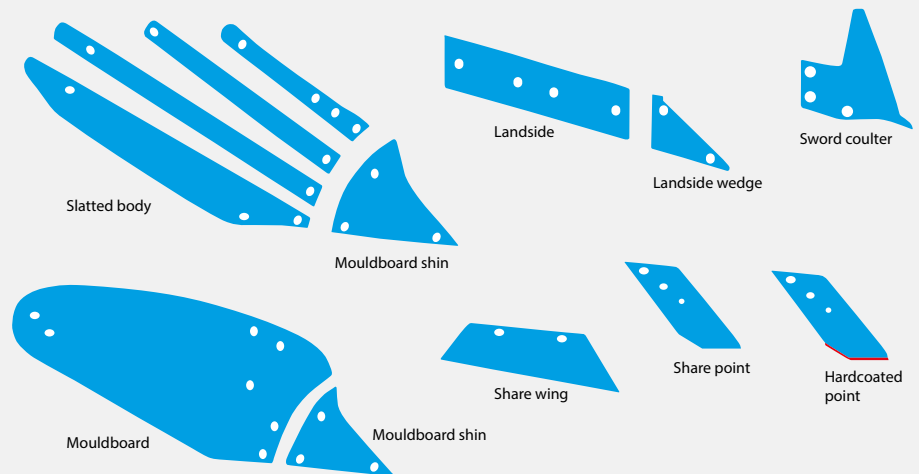 Landside
Sword coulter
Landside wedge
Slatted body
Mouldboard shin
Share point
Hardcoated
point
Share wing
Mouldboard
Mouldboard shin